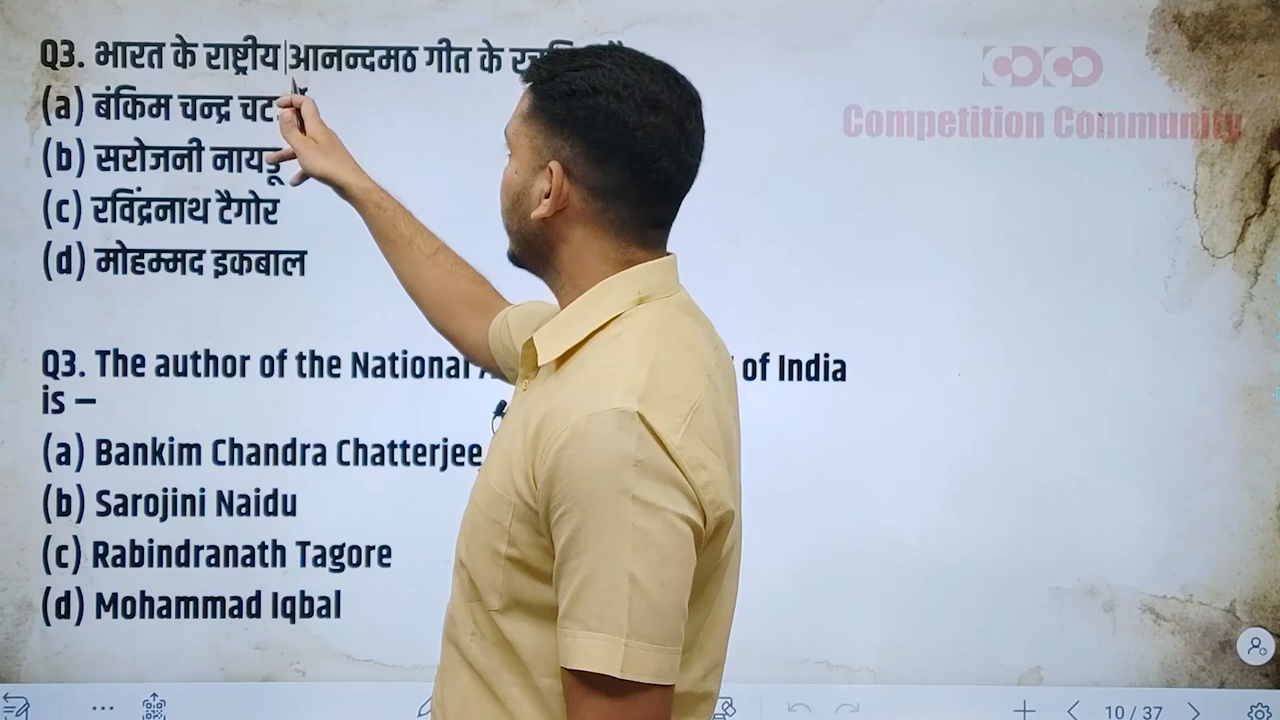 Q3. भारत के राष्ट्रीय आनन्दमठ गीत के
(a) बंकिम चन्द्र
(b) सरोजनी नायडू
(c) रविंद्रनाथ टैगोर
(d) मोहम्मद इकबाल
Competition Community
Q3. The author of the National of India
is –
(a) Bankim Chandra Chatterjee
(b) Sarojini Naidu
(c) Rabindranath Tagore
(d) Mohammad Iqbal
10 / 37